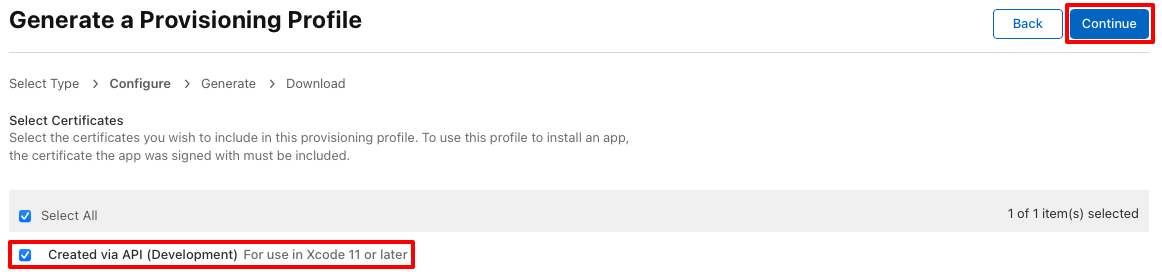 Generate a Provisioning Profile
Back
Continue
Select Type > Configure > Generate > Download
Select Certificates
Select the certificates you wish to include in this provisioning profile. To use this profile to install an app,
the certificate the app was signed with must be included.
Select All
1 of 1 item(s) selected
Created via API (Development) For use in Xcode 11 or later